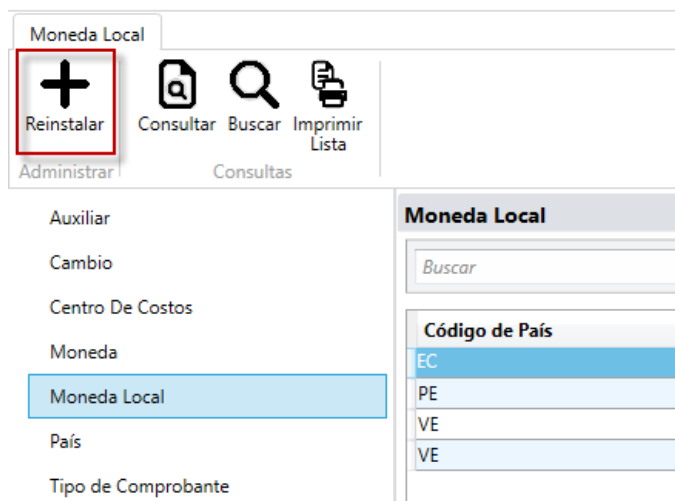 Moneda Local
Reinstalar
Consultar
Buscar
Imprimir
Lista
Administrar
Consultas
Auxiliar
Cambio
Centro De Costos
Moneda
Moneda Local
País
Tipo de Comprobante
Moneda Local
Buscar
Código de País
EC
PE
VE
VE